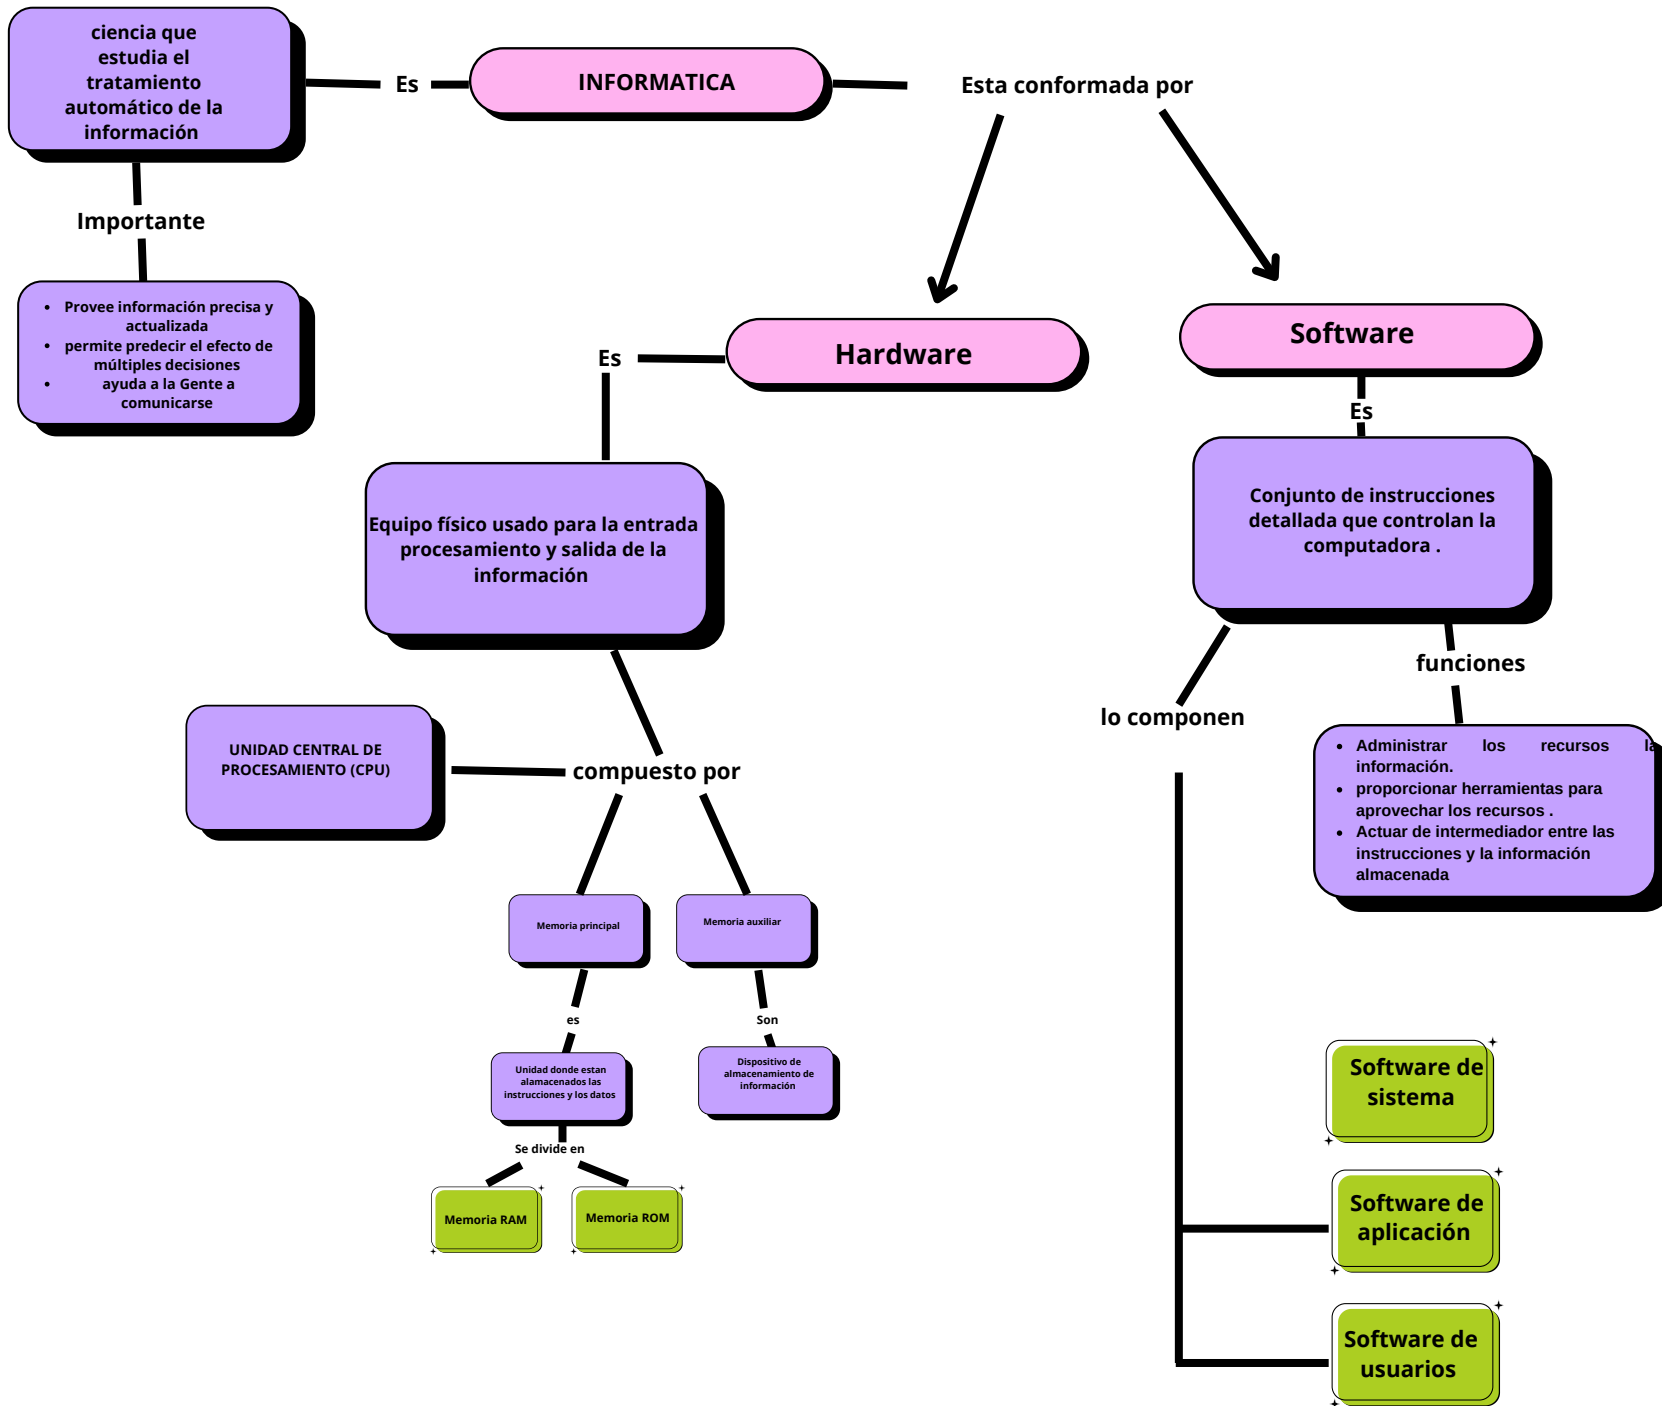 ciencia que
estudia el
tratamiento
automático de la
información
Es
INFORMATICA
Esta conformada por
Importante
• Provee información precisa y
actualizada
• permite predecir el efecto de
múltiples decisiones
• ayuda a la Gente a
comunicarse
Es
Hardware
Software
Es
Equipo físico usado para la entrada
procesamiento y salida de la
información
Conjunto de instrucciones
detallada que controlan la
computadora .
UNIDAD CENTRAL DE
PROCESAMIENTO (CPU)
compuesto por
lo componen
funciones
• Administrar los recursos la
información.
• proporcionar herramientas para
aprovechar los recursos .
• Actuar de intermediador entre las
instrucciones y la información
almacenada
Memoria principal
Memoria auxiliar
es
Son
Unidad donde estan
alamacenados las
instrucciones y los datos
Dispositivo de
almacenamiento de
información
Se divide en
Memoria RAM
Memoria ROM
Software de
sistema
Software de
aplicación
Software de
usuarios